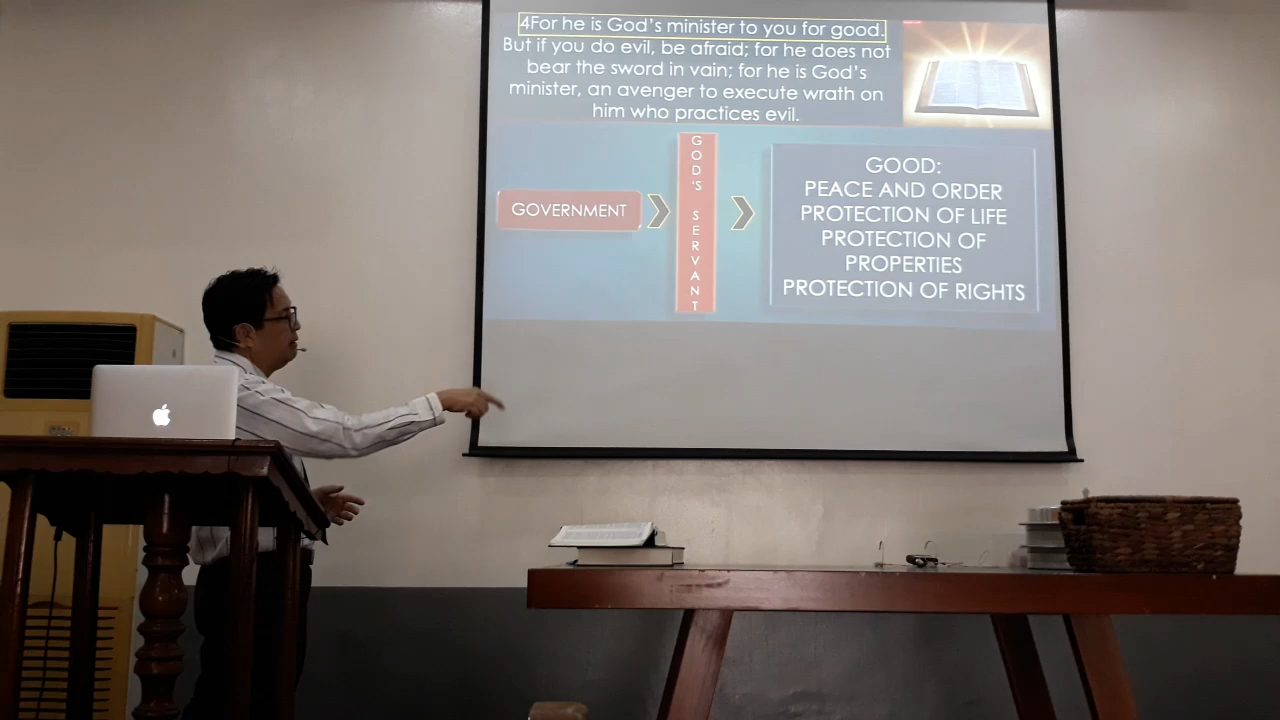 4For he is God's minister to you for good.
But if you do evil, be afraid; for he does not
bear the sword in vain; for he is God's
minister, an avenger to execute wrath on
him who practices evil.
GOVERNMENT
GOD'S SERVANT
GOOD:
PEACE AND ORDER
PROTECTION OF LIFE
PROTECTION OF
PROPERTIES
PROTECTION OF RIGHTS